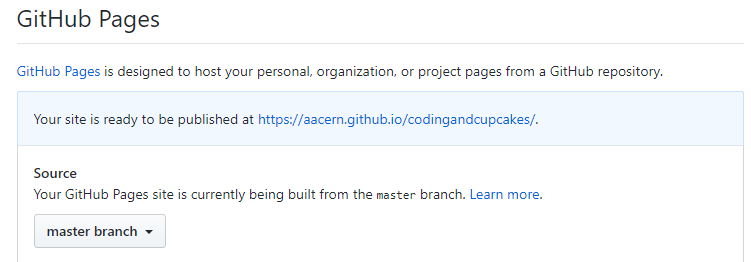 GitHub Pages
GitHub Pages is designed to host your personal, organization, or project pages from a GitHub repository.
Your site is ready to be published at https://aacern.github.io/codingandcupcakes/.
Source
Your GitHub Pages site is currently being built from the master branch. Learn more.
master branch